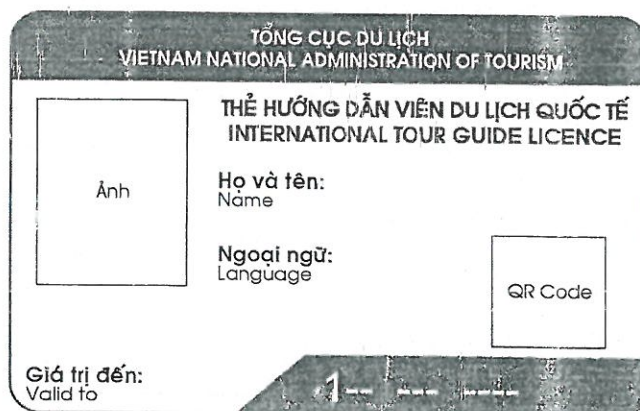 TỔNG CỤC DU LỊCH
VIETNAM NATIONAL ADMINISTRATION OF TOURISM
THẺ HƯỚNG DẪN VIÊN DU LỊCH QUỐC TẾ
INTERNATIONAL TOUR GUIDE LICENCE
Ảnh
Họ và tên:
Name
Ngoại ngữ:
Language
QR Code
Giá trị đến:
Valid to
1-- --- ----